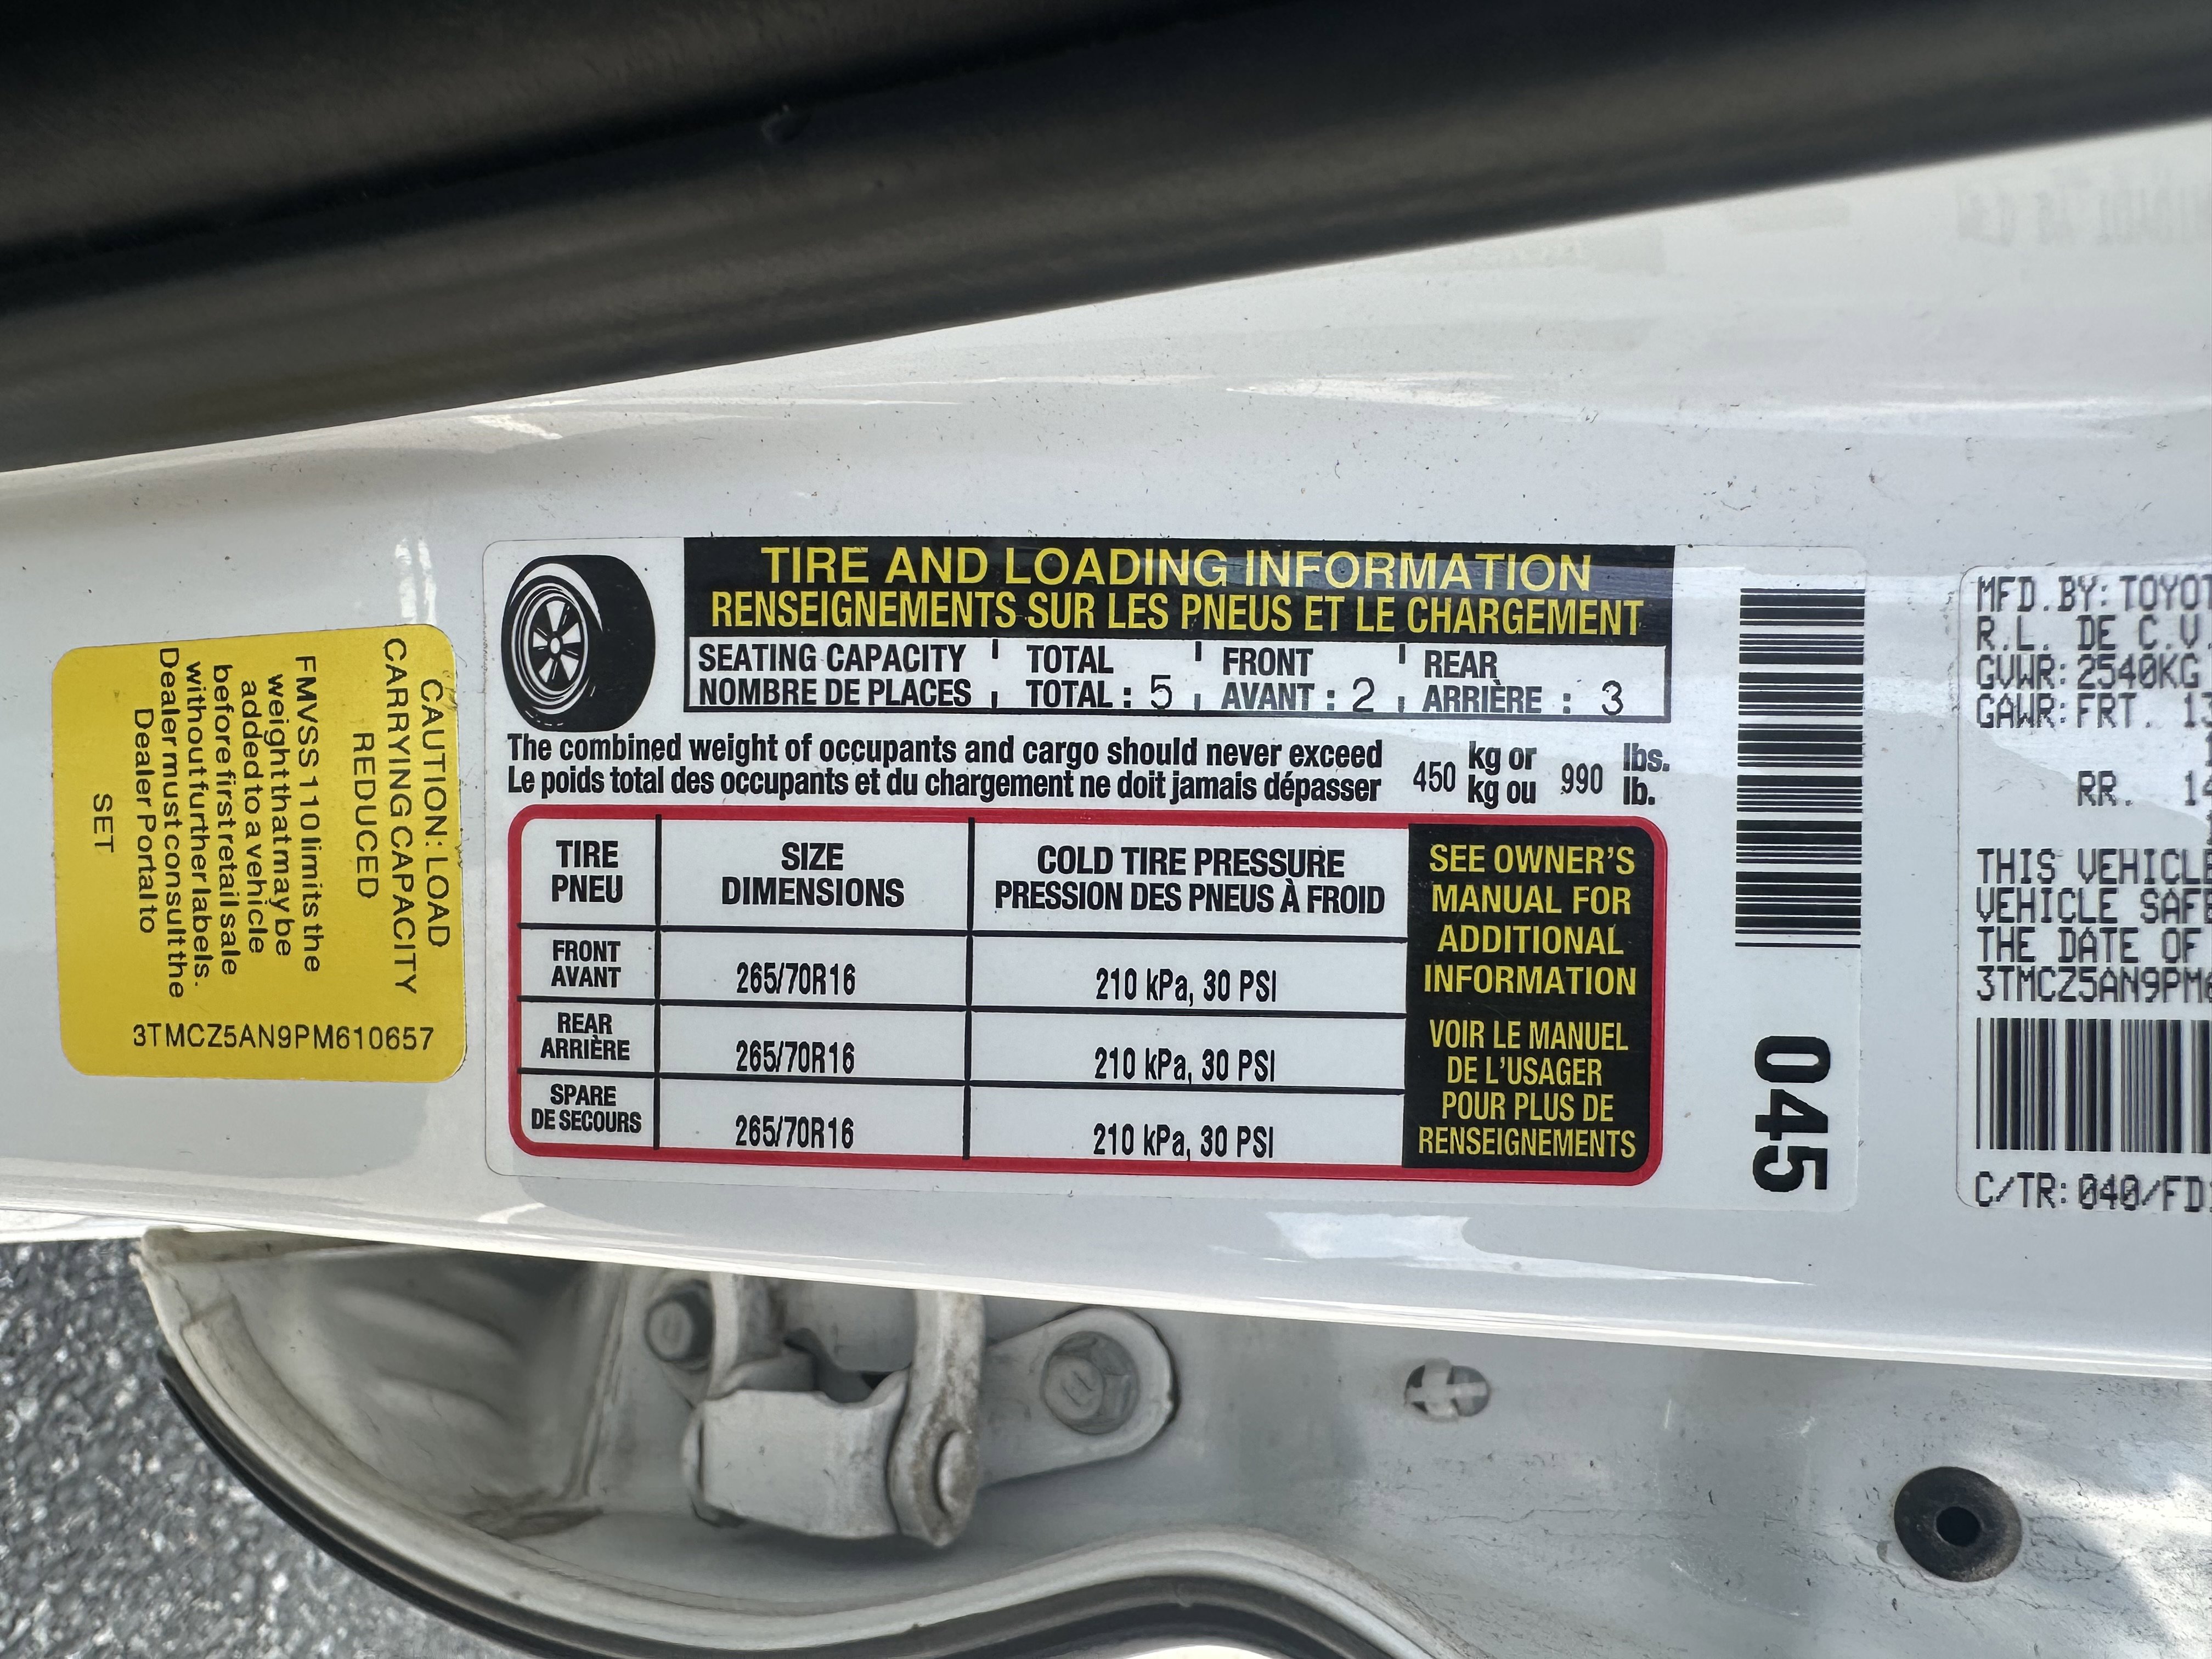 CAUTION: LOAD
CARRYING CAPACITY
REDUCED
FMVSS 110 limits the
weight that may be
added to a vehicle
before first retail sale
without further labels.
Dealer must consult the
Dealer Portal to
SET
3TMCZ5AN9PM610657
TIRE AND LOADING INFORMATION
RENSEIGNEMENTS SUR LES PNEUS ET LE CHARGEMENT
SEATING CAPACITY TOTAL FRONT REAR
NOMBRE DE PLACES TOTAL : 5 AVANT : 2 ARRIÈRE : 3
The combined weight of occupants and cargo should never exceed kg or lbs.
450 990
Le poids total des occupants et du chargement ne doit jamais dépasser kg ou lb.
TIRE SIZE COLD TIRE PRESSURE
PNEU DIMENSIONS PRESSION DES PNEUS À FROID
FRONT
AVANT 265/70R16 210 kPa, 30 PSI
REAR
ARRIÈRE 265/70R16 210 kPa, 30 PSI
SPARE
DE SECOURS 265/70R16 210 kPa, 30 PSI
SEE OWNER'S
MANUAL FOR
ADDITIONAL
INFORMATION
VOIR LE MANUEL
DE L'USAGER
POUR PLUS DE
RENSEIGNEMENTS
045
MFD.BY:
R.L. DE C.V.
GVWR:2540KG
GAWR:FRT.
RR.
THIS VEHICLE
VEHICLE
THE DATE OF
C/TR:040/